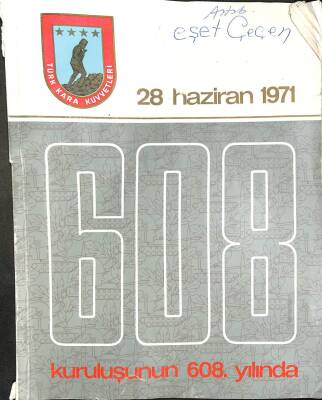 eşet Geçen
TÜRK KARA KUVVETLERİ
28 haziran 1971
608
kuruluşunun 608. yılında